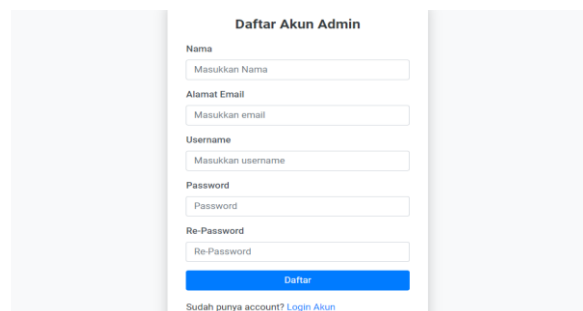 Daftar Akun Admin
Nama
Masukkan Nama
Alamat Email
Masukkan email
Username
Masukkan username
Password
Password
Re-Password
Re-Password
Daftar
Sudah punya account? Login Akun